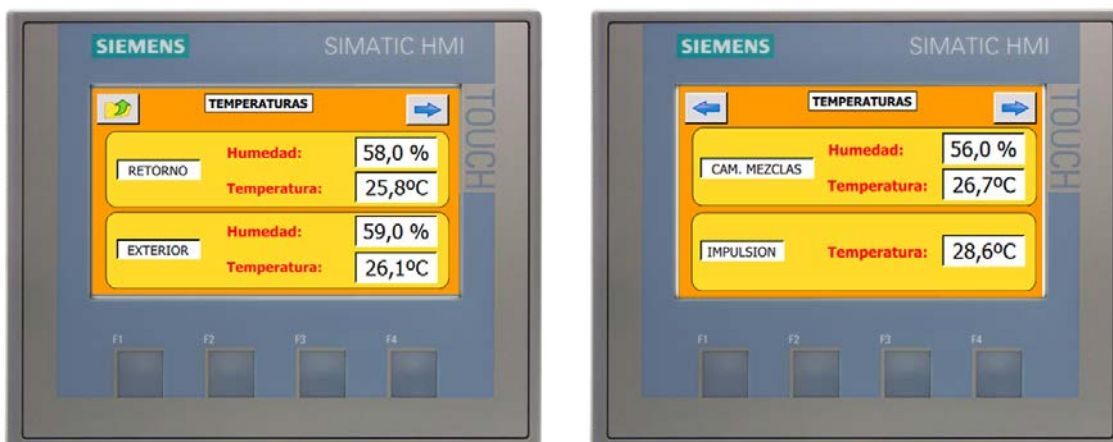 SIEMENS
SIMATIC HMI
TOUCH
TEMPERATURAS
RETORNO
Humedad:
58,0 %
Temperatura:
25,8ºC
EXTERIOR
Humedad:
59,0 %
Temperatura:
26,1ºC
F1
F2
F3
F4
SIEMENS
SIMATIC HMI
TOUCH
TEMPERATURAS
CAM. MEZCLAS
Humedad:
56,0 %
Temperatura:
26,7ºC
IMPULSION
Temperatura:
28,6ºC
F1
F2
F3
F4